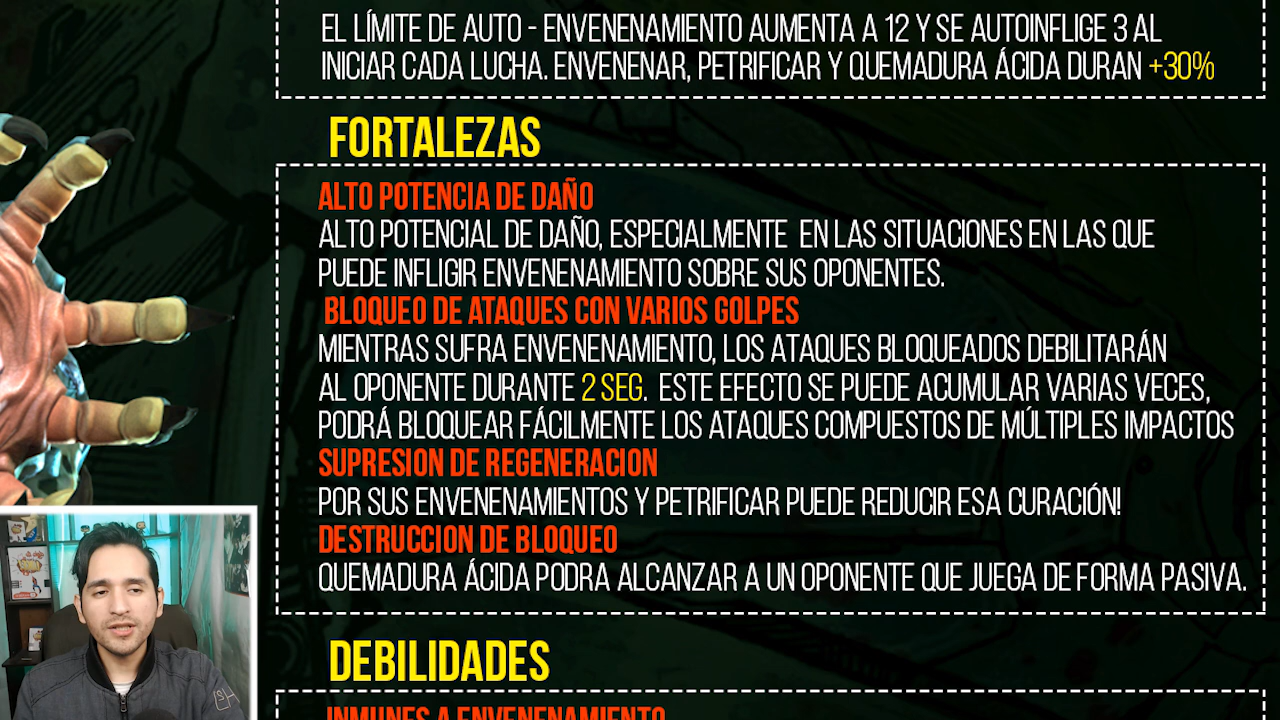 EL LÍMITE DE AUTO - ENVENENAMIENTO AUMENTA A 12 Y SE AUTOINFLIGE 3 AL
INICIAR CADA LUCHA. ENVENENAR, PETRIFICAR Y QUEMADURA ÁCIDA DURAN +30%
FORTALEZAS
ALTO POTENCIA DE DAÑO
ALTO POTENCIAL DE DAÑO, ESPECIALMENTE EN LAS SITUACIONES EN LAS QUE
PUEDE INFLIGIR ENVENENAMIENTO SOBRE SUS OPONENTES.
BLOQUEO DE ATAQUES CON VARIOS GOLPES
MIENTRAS SUFRA ENVENENAMIENTO, LOS ATAQUES BLOQUEADOS DEBILITARÁN
AL OPONENTE DURANTE 2 SEG. ESTE EFECTO SE PUEDE ACUMULAR VARIAS VECES,
PODRÁ BLOQUEAR FÁCILMENTE LOS ATAQUES COMPUESTOS DE MÚLTIPLES IMPACTOS
SUPRESION DE REGENERACION
POR SUS ENVENENAMIENTOS Y PETRIFICAR PUEDE REDUCIR ESA CURACIÓN!
DESTRUCCION DE BLOQUEO
QUEMADURA ÁCIDA PODRA ALCANZAR A UN OPONENTE QUE JUEGA DE FORMA PASIVA.
DEBILIDADES
INMUNES A ENVENENAMIENTO